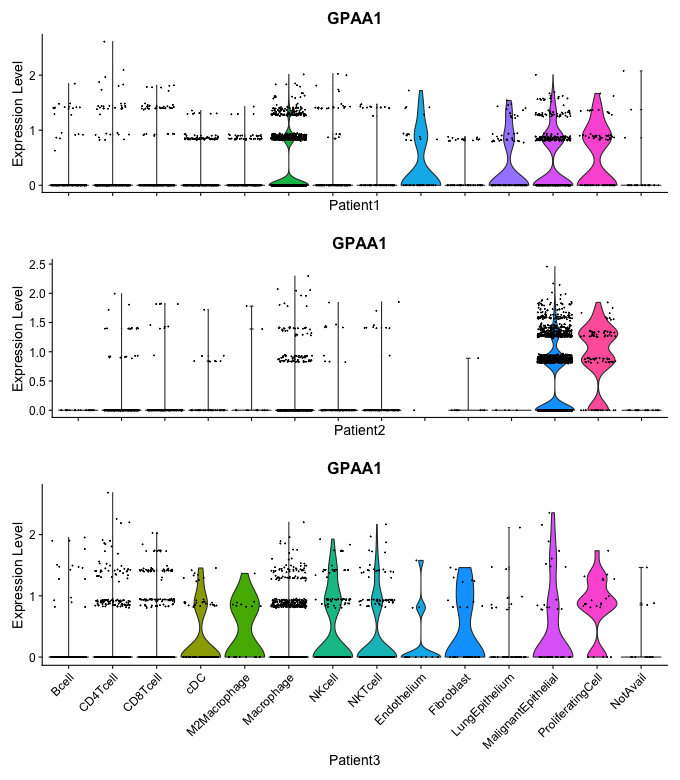 GPAA1
Expression Level
2
1
0
Patient1
GPAA1
Expression Level
2.5
2.0
1.5
1.0
0.5
0.0
Patient2
GPAA1
Expression Level
2
1
0
Bcell
CD4Tcell
CD8Tcell
cDC
M2Macrophage
Macrophage
NKcell
NKTcell
Endothelium
Fibroblast
LungEpithelium
MalignantEpithelial
ProliferatingCell
NotAvail
Patient3